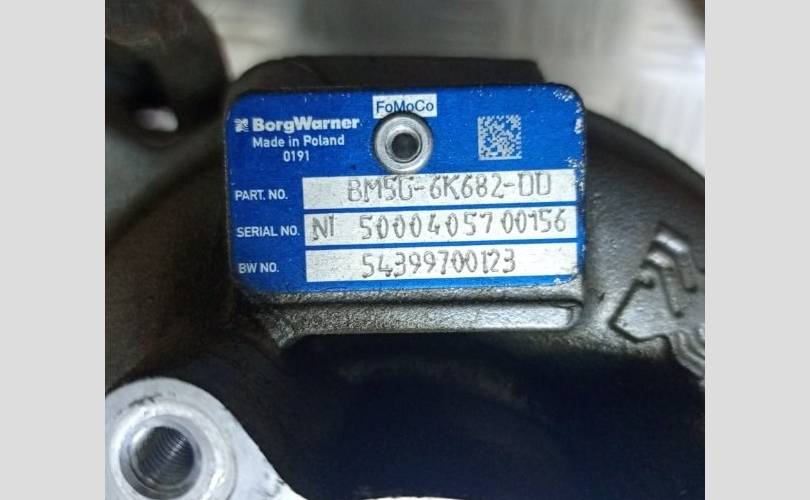 FoMoCo
BorgWarner
Made in Poland
0191
PART. NO. BM5G-6K682-DD
SERIAL NO. NI 50004057 00156
BW NO. 54399700123